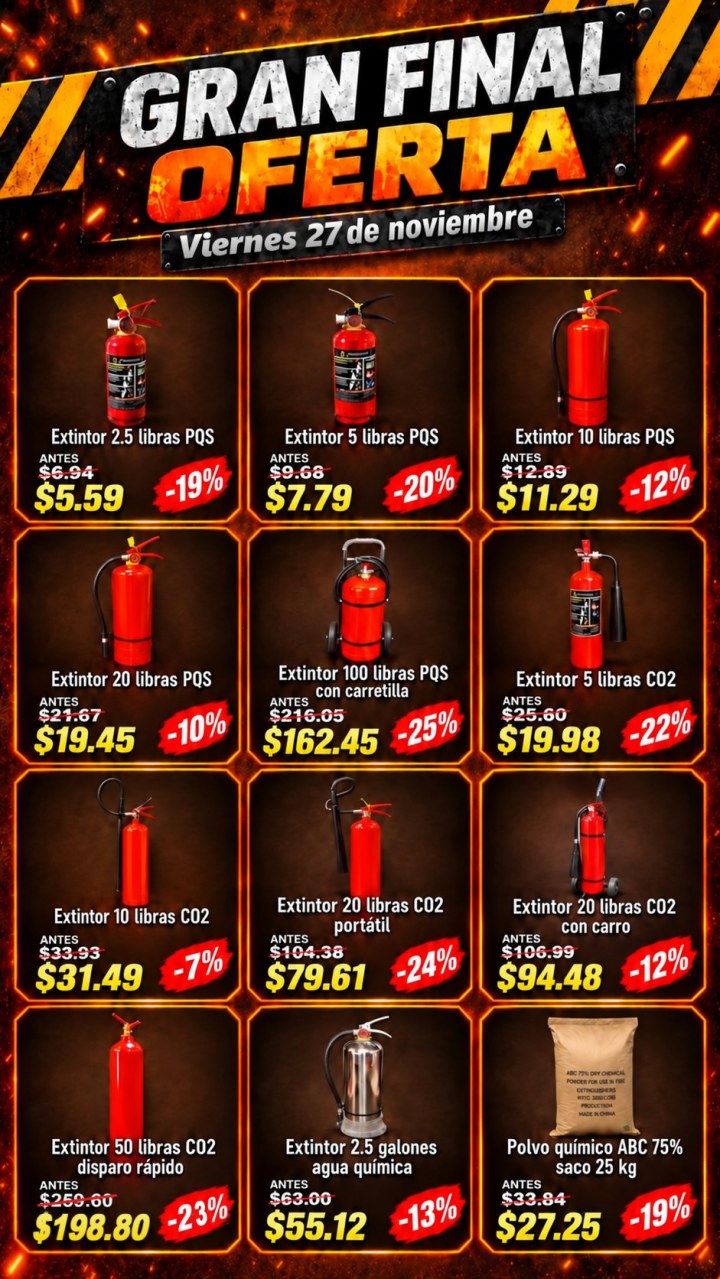 GRAN FINAL
OFERTA
Viernes 27 de noviembre
Extintor 2.5 libras PQS
ANTES
$6.94
$5.59
-19%
Extintor 5 libras PQS
ANTES
$9.68
$7.79
-20%
Extintor 10 libras PQS
ANTES
$12.89
$11.29
-12%
Extintor 20 libras PQS
ANTES
$21.67
$19.45
-10%
Extintor 100 libras PQS
con carretilla
ANTES
$216.05
$162.45
-25%
Extintor 5 libras CO2
ANTES
$25.60
$19.98
-22%
Extintor 10 libras CO2
ANTES
$33.93
$31.49
-7%
Extintor 20 libras CO2
portátil
ANTES
$104.38
$79.61
-24%
Extintor 20 libras CO2
con carro
ANTES
$106.99
$94.48
-12%
Extintor 50 libras CO2
disparo rápido
ANTES
$259.60
$198.80
-23%
Extintor 2.5 galones
agua química
ANTES
$63.00
$55.12
-13%
ABC 75% DRY CHEMICAL
POWDER FOR USE IN FIRE
EXTINGUISHERS
MADE IN CHINA
Polvo químico ABC 75%
saco 25 kg
ANTES
$33.84
$27.25
-19%